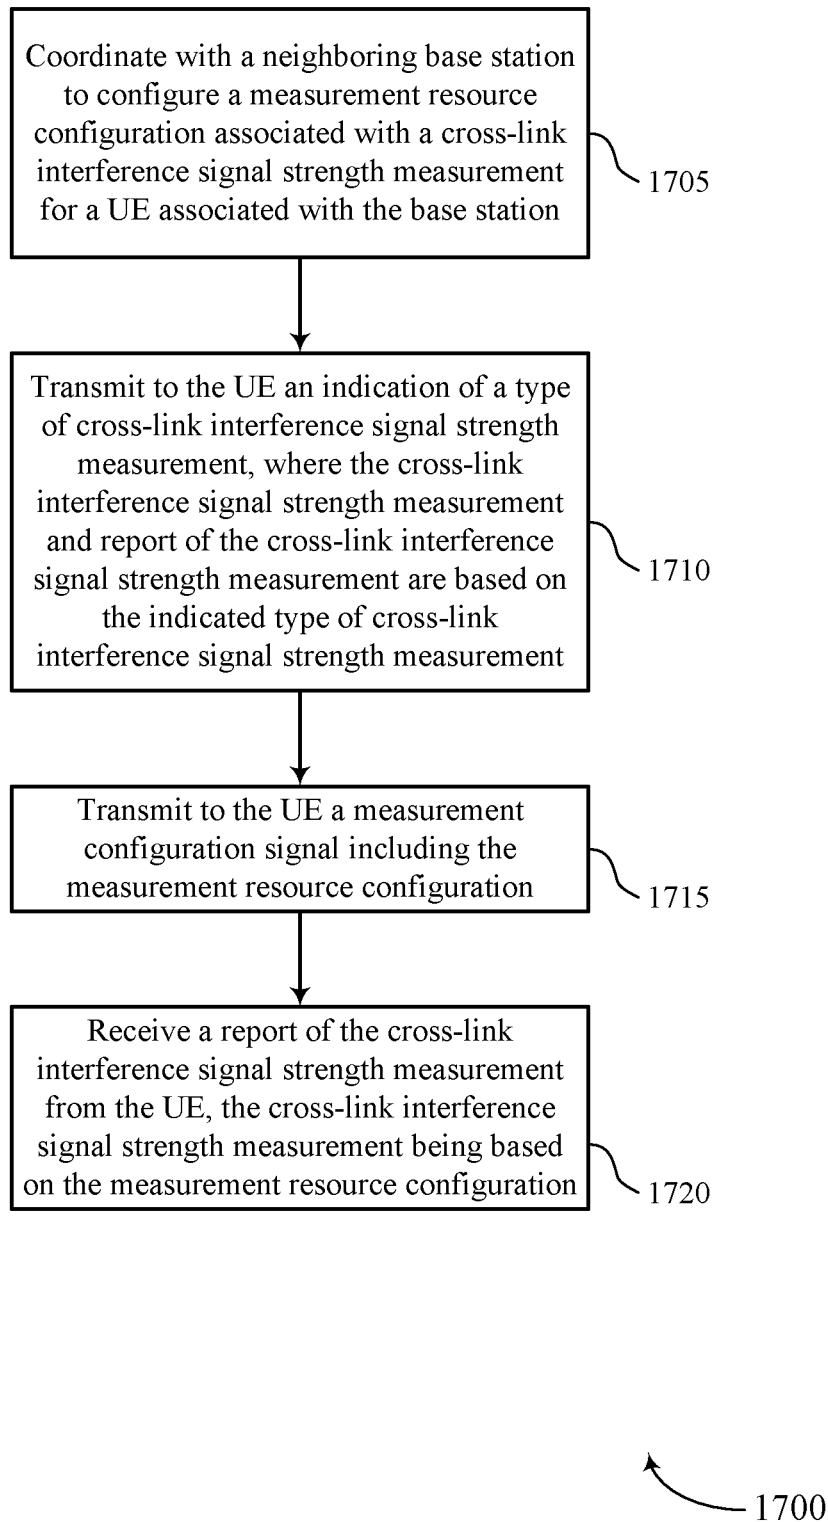 Coordinate with a neighboring base station
to configure a measurement resource
configuration associated with a cross-link
interference signal strength measurement
for a UE associated with the base station
1705
Transmit to the UE an indication of a type
of cross-link interference signal strength
measurement, where the cross-link
interference signal strength measurement
and report of the cross-link interference
signal strength measurement are based on
the indicated type of cross-link
interference signal strength measurement
1710
Transmit to the UE a measurement
configuration signal including the
measurement resource configuration
1715
Receive a report of the cross-link
interference signal strength measurement
from the UE, the cross-link interference
signal strength measurement being based
on the measurement resource configuration
1720
1700